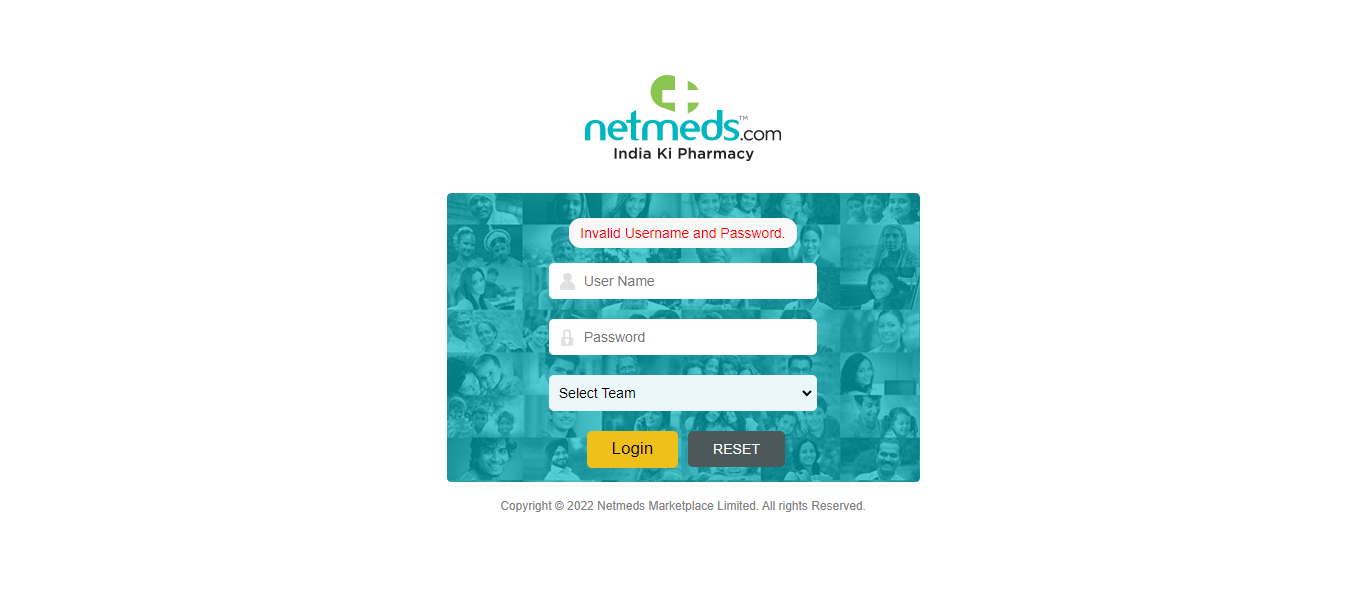 netmeds.com™
India Ki Pharmacy
Invalid Username and Password.
User Name
Password
Select Team
Login
RESET
Copyright © 2022 Netmeds Marketplace Limited. All rights Reserved.